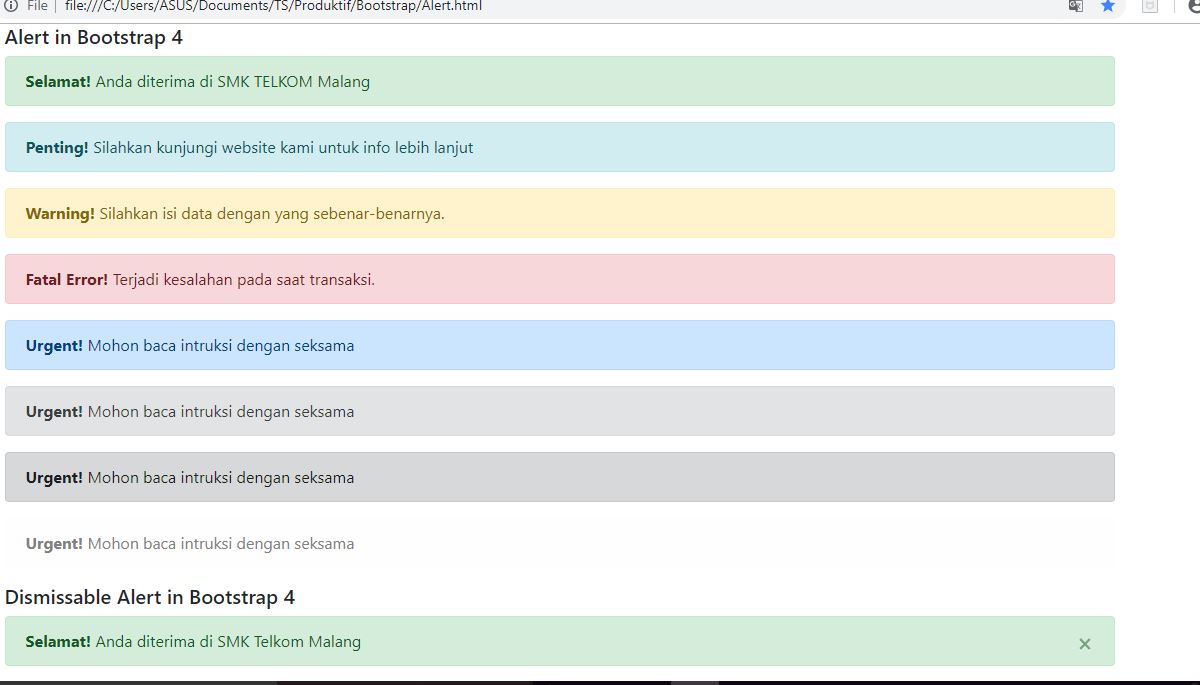 File file:///C:/Users/ASUS/Documents/TS/Produktif/Bootstrap/Alert.html
Alert in Bootstrap 4
Selamat! Anda diterima di SMK TELKOM Malang
Penting! Silahkan kunjungi website kami untuk info lebih lanjut
Warning! Silahkan isi data dengan yang sebenar-benarnya.
Fatal Error! Terjadi kesalahan pada saat transaksi.
Urgent! Mohon baca intruksi dengan seksama
Urgent! Mohon baca intruksi dengan seksama
Urgent! Mohon baca intruksi dengan seksama
Urgent! Mohon baca intruksi dengan seksama
Dismissable Alert in Bootstrap 4
Selamat! Anda diterima di SMK Telkom Malang ×